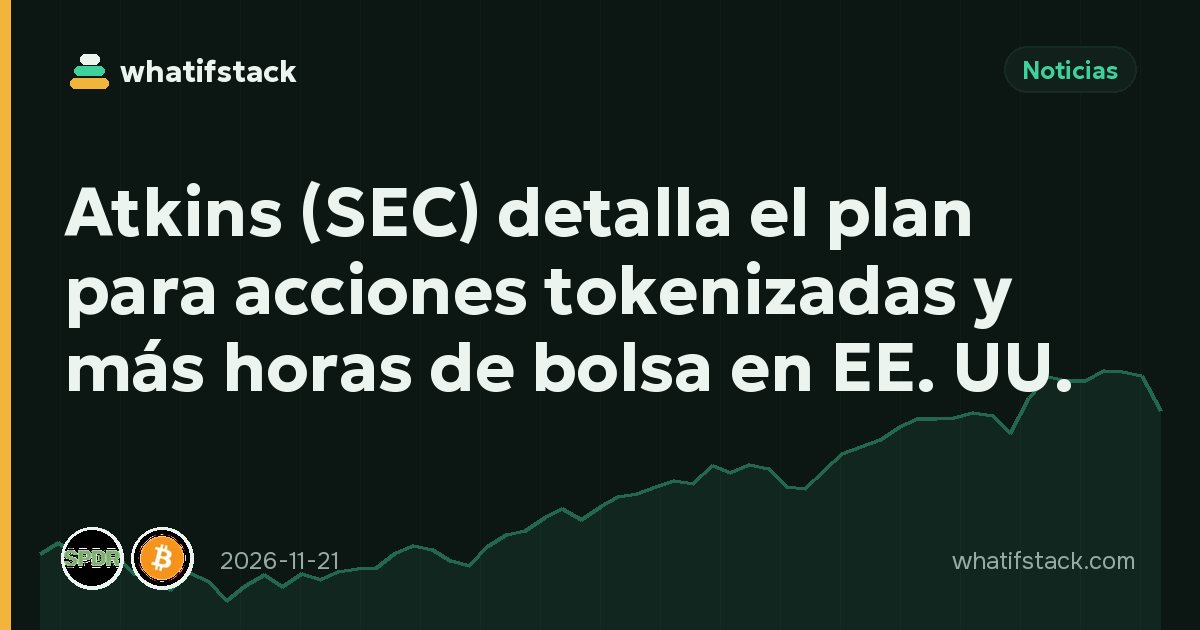 whatifstack
Noticias
Atkins (SEC) detalla el plan
para acciones tokenizadas y
más horas de bolsa en EE. UU.
SPDR
2026-11-21
whatifstack.com